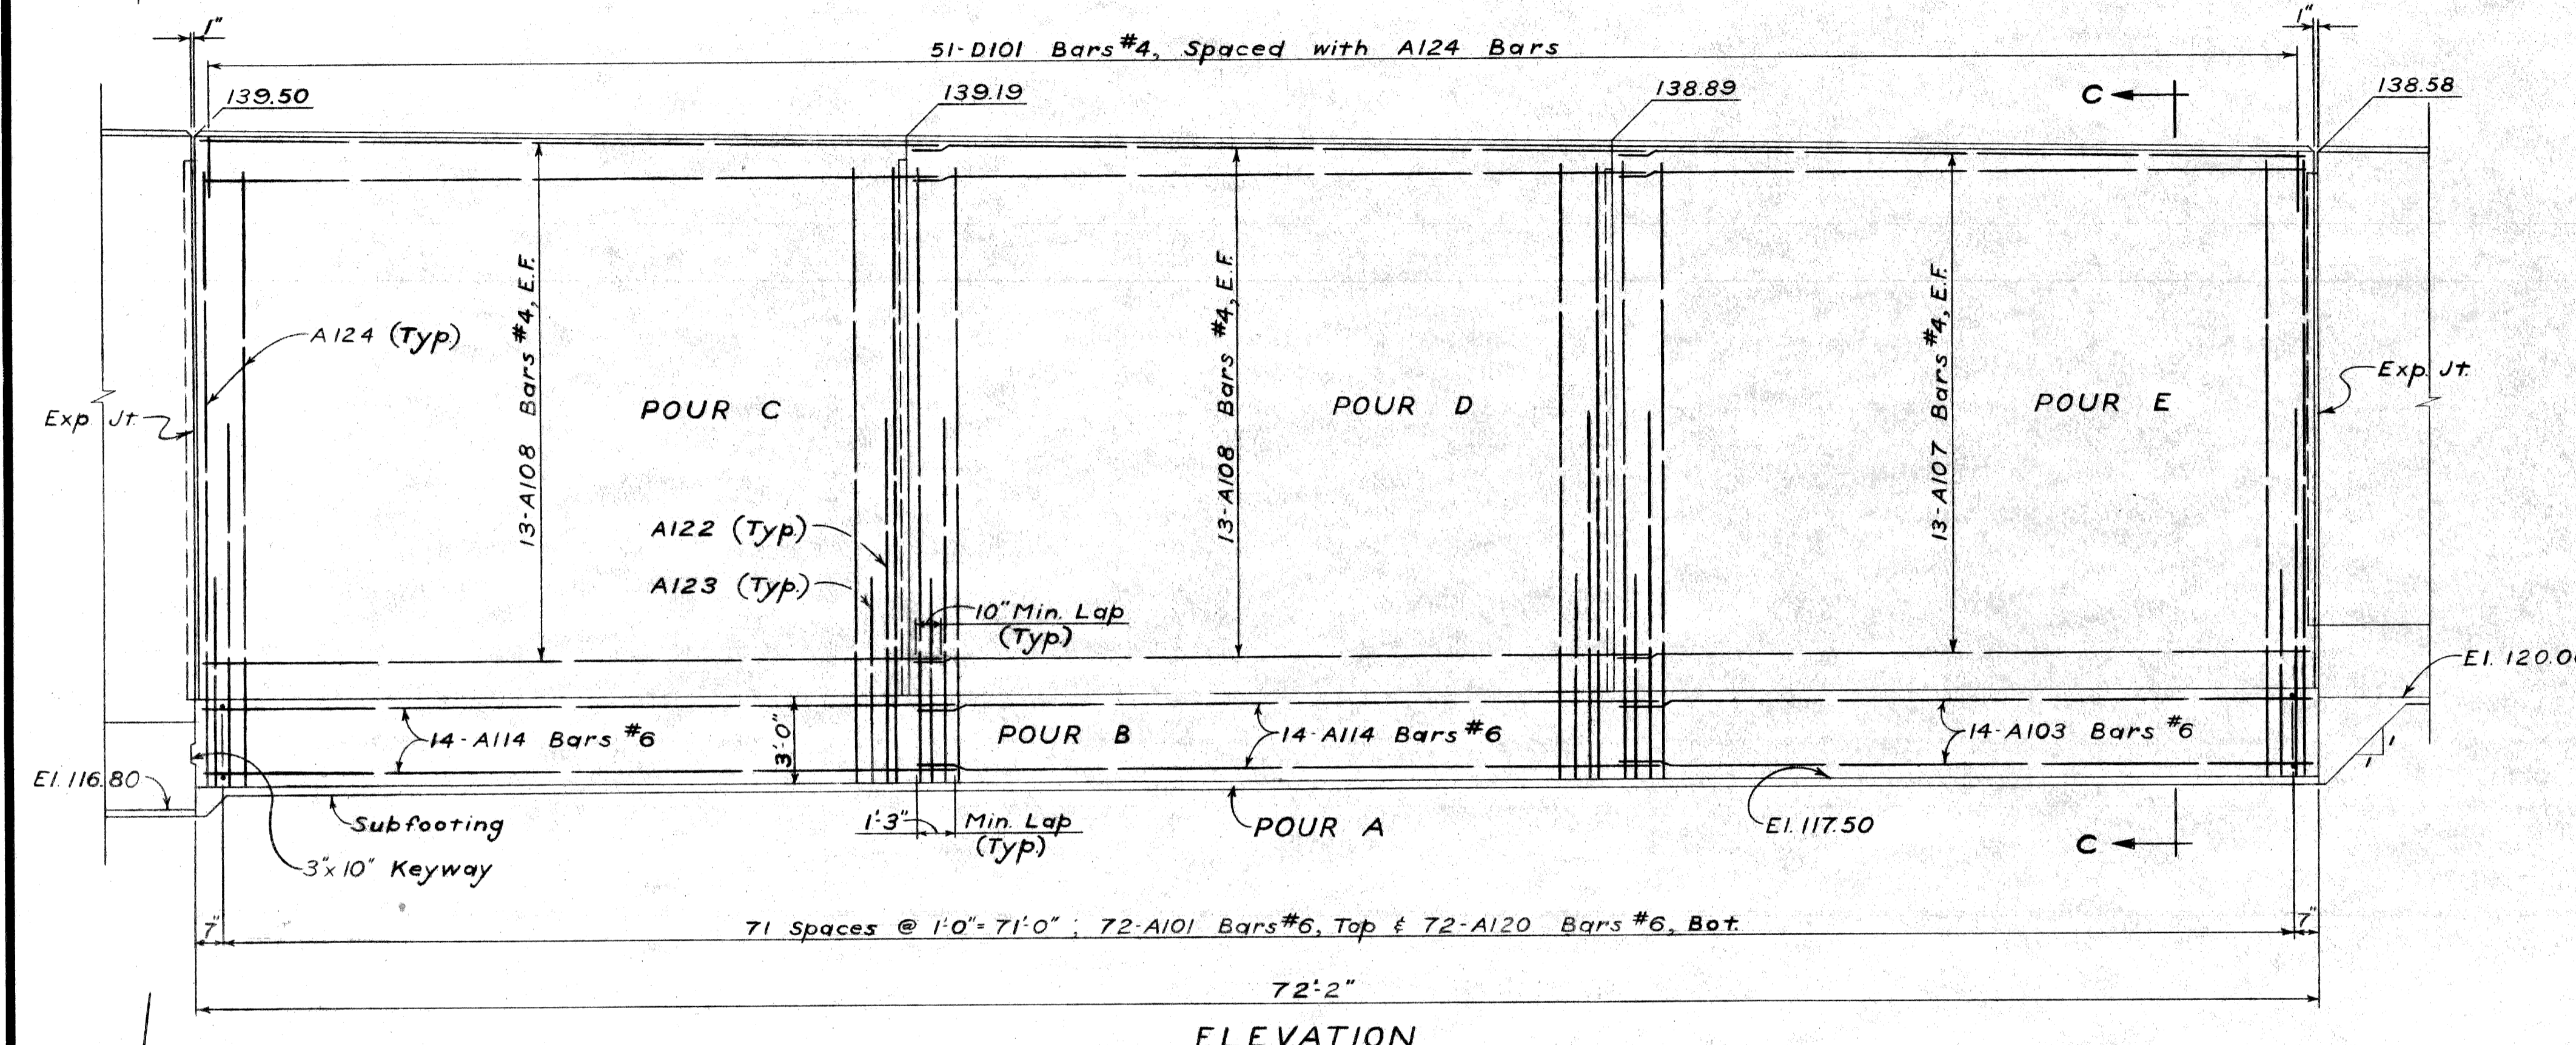 1"
51-D101 Bars #4, Spaced with A124 Bars
1"
139.50
139.19
138.89
C
138.58
A124 (Typ.)
13-A108 Bars #4, E.F.
13-A108 Bars #4, E.F.
13-A107 Bars #4, E.F.
Exp. Jt.
POUR C
POUR D
POUR E
Exp. Jt.
A122 (Typ.)
A123 (Typ.)
10" Min. Lap
(Typ.)
El. 120.0
14-A114 Bars #6
3'-0"
POUR B
14-A114 Bars #6
14-A103 Bars #6
1
1
El. 116.80
Subfooting
1'-3" Min. Lap
(Typ.)
POUR A
El. 117.50
C
3"x10" Keyway
7"
71 Spaces @ 1'-0"= 71'-0" ; 72-A101 Bars #6, Top & 72-A120 Bars #6, Bot.
7"
72'-2"
ELEVATION